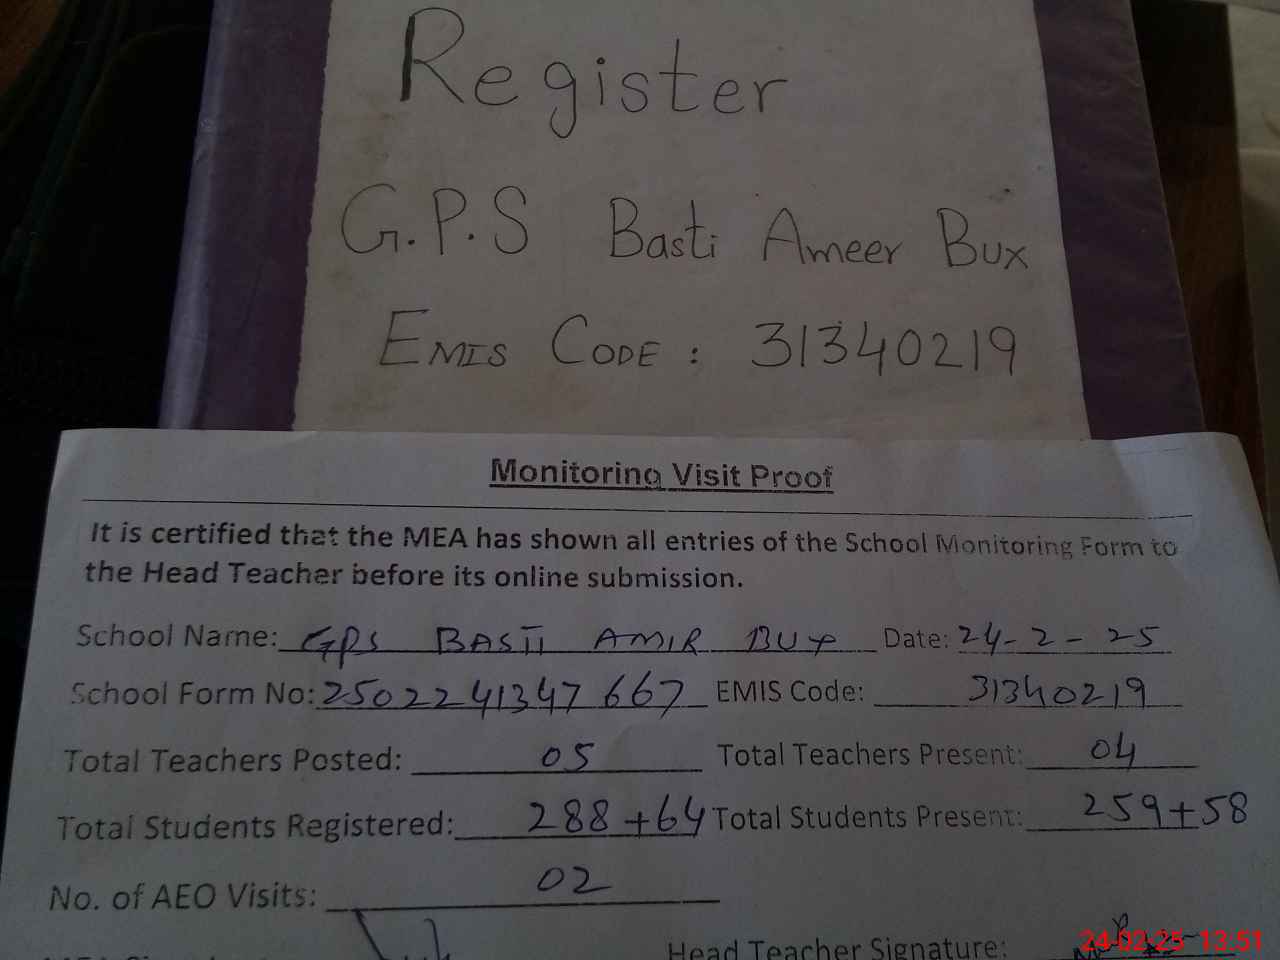 Register
G.P.S Basti Ameer Bux
EMIS CODE : 31340219
Monitoring Visit Proof
It is certified that the MEA has shown all entries of the School Monitoring Form to
the Head Teacher before its online submission.
School Name: GPS BASTI AMIR BUX Date: 24-2-25
School Form No: 25022241347667 EMIS Code: 31340219
Total Teachers Posted: 05 Total Teachers Present: 04
Total Students Registered: 288+64 Total Students Present: 259+58
No. of AEO Visits: 02
Head Teacher Signature:
24-02-25 13:51